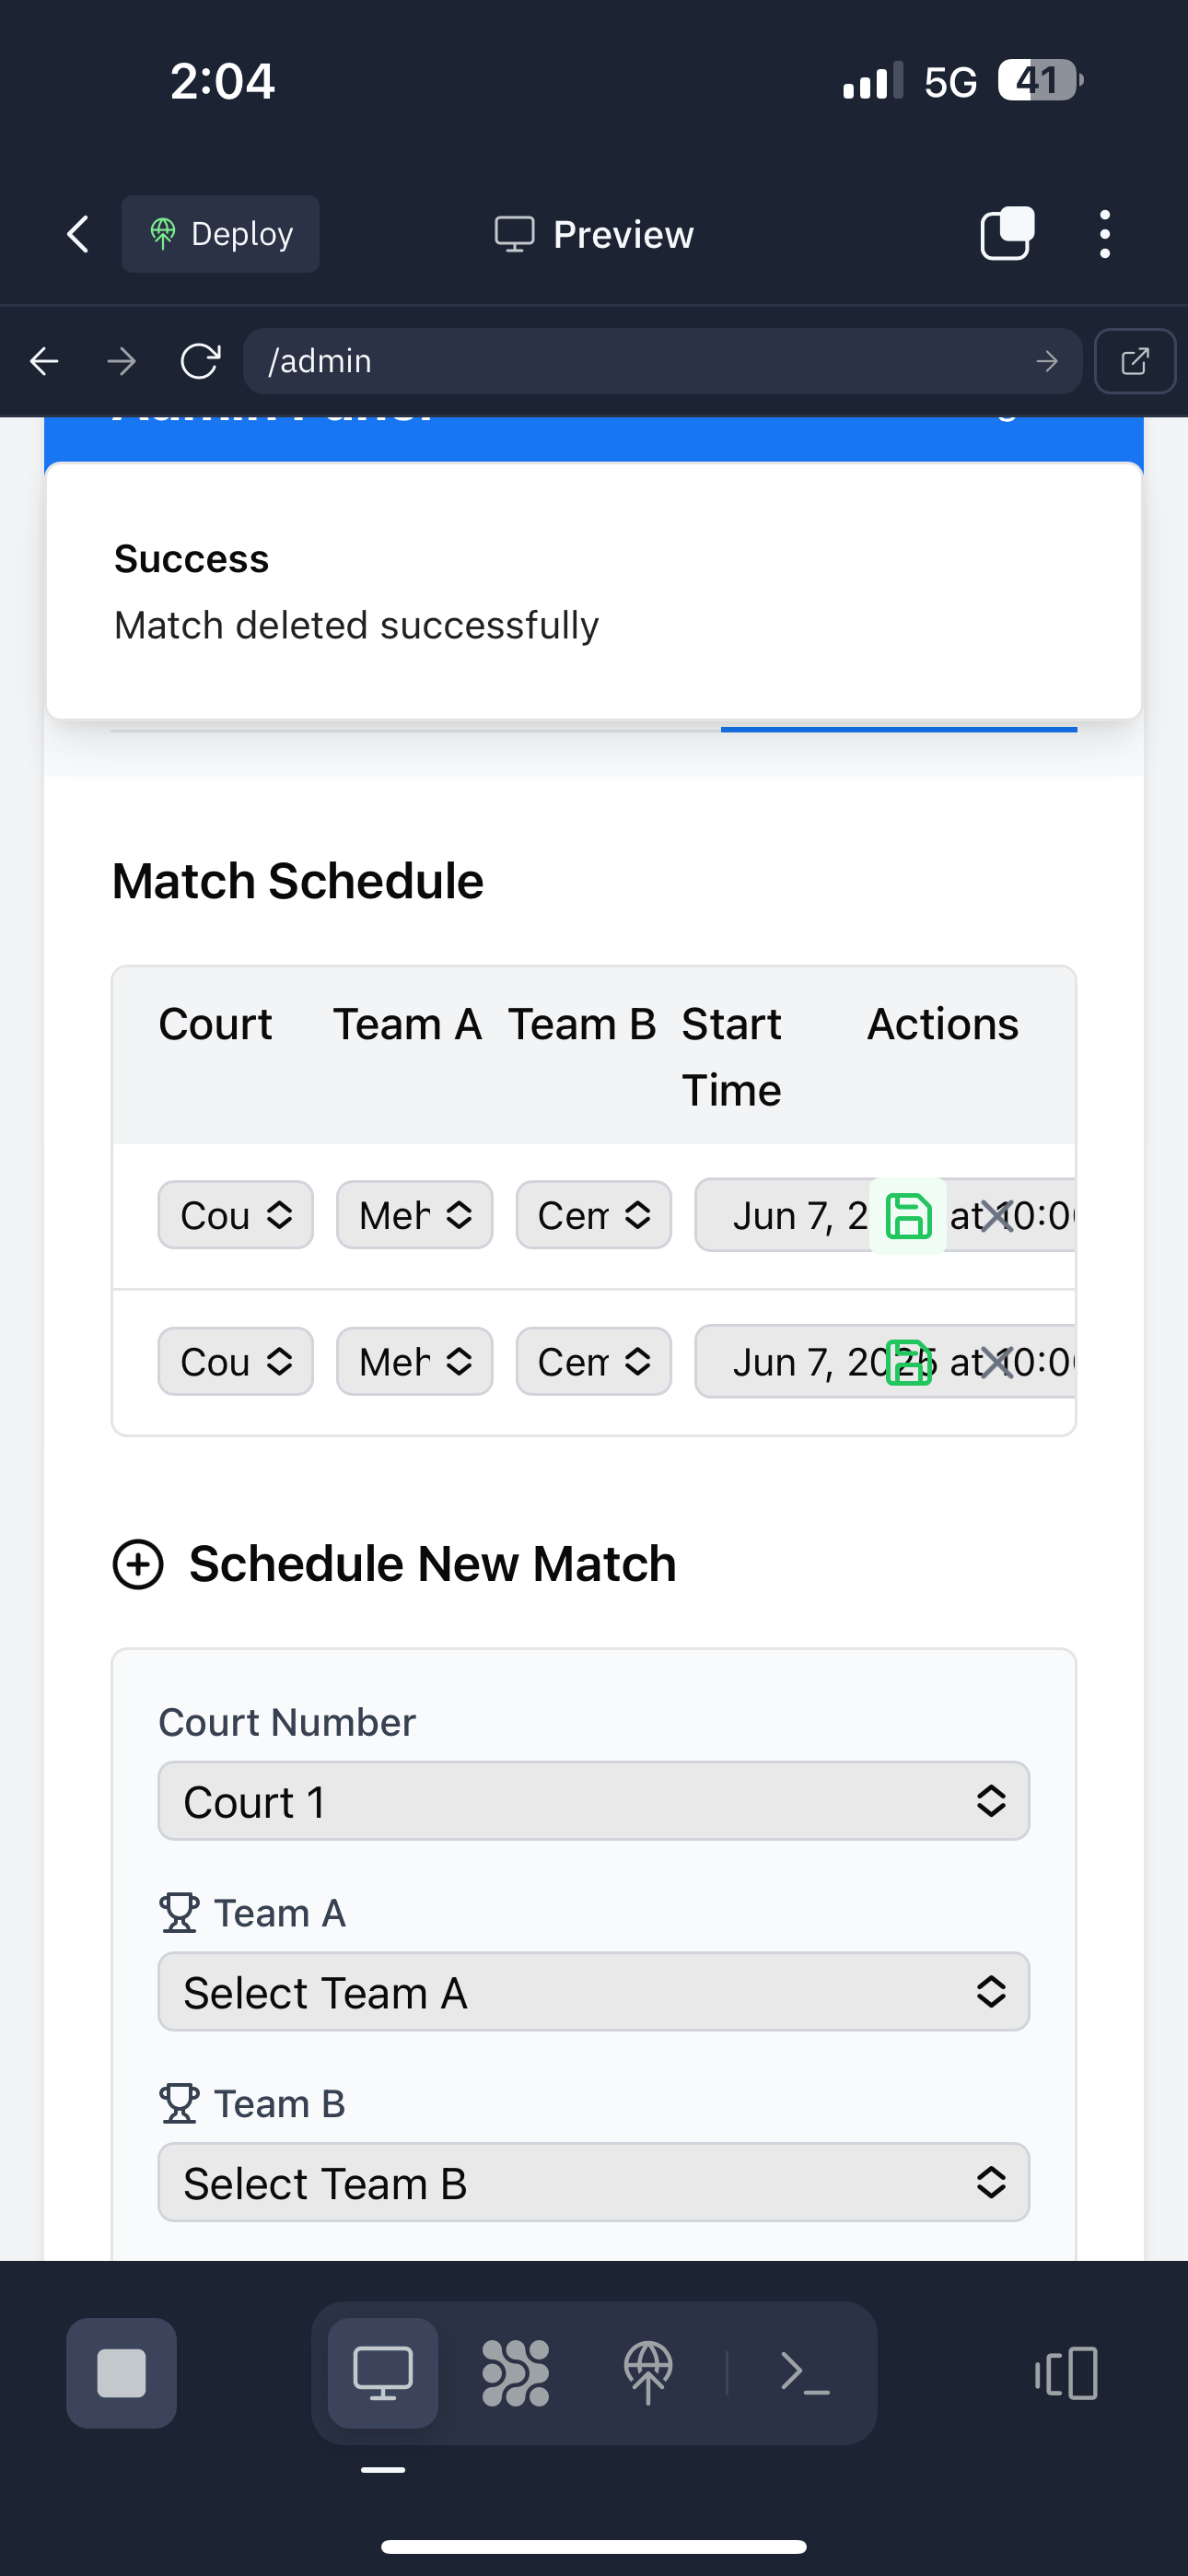 2:04
5G
41
Deploy
Preview
/admin
Success
Match deleted successfully
Match Schedule
Court Team A Team B Start Time Actions
Cou Meh Cem Jun 7, 2 at 10:0
Cou Meh Cem Jun 7, 2025 at 10:0
Schedule New Match
Court Number
Court 1
Team A
Select Team A
Team B
Select Team B